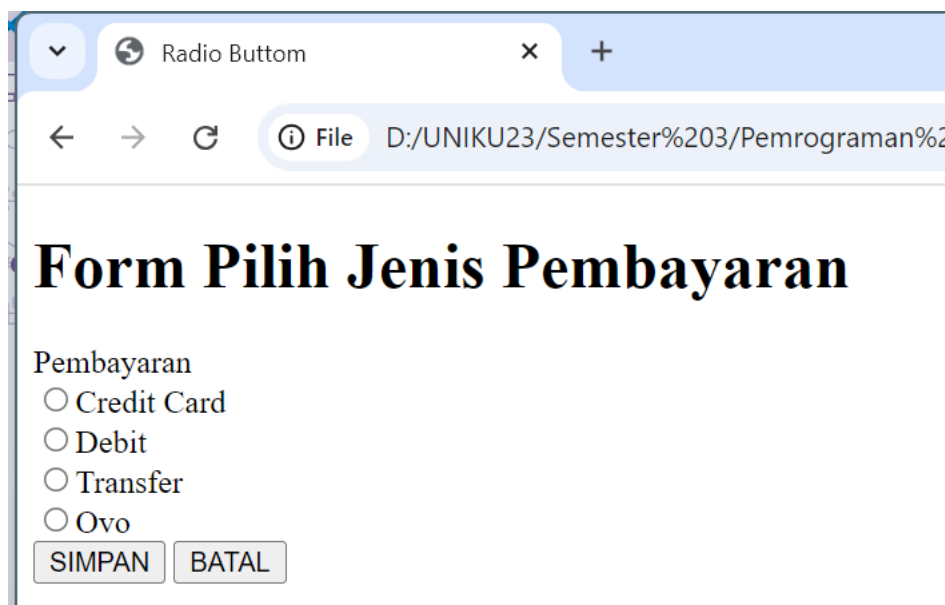 Radio Buttom
File D:/UNIKU23/Semester%203/Pemrograman%2
Form Pilih Jenis Pembayaran
Pembayaran
Credit Card
Debit
Transfer
Ovo
SIMPAN BATAL